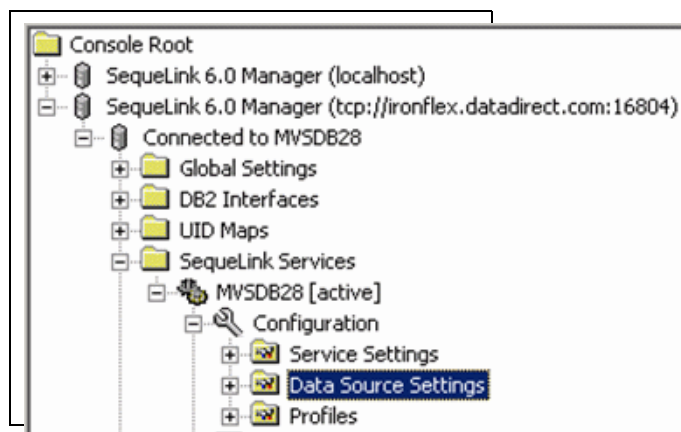 Console Root
SequeLink 6.0 Manager (localhost)
SequeLink 6.0 Manager (tcp://ironflex.datadirect.com:16804)
Connected to MVSDB28
Global Settings
DB2 Interfaces
UID Maps
SequeLink Services
MVSDB28 [active]
Configuration
Service Settings
Data Source Settings
Profiles